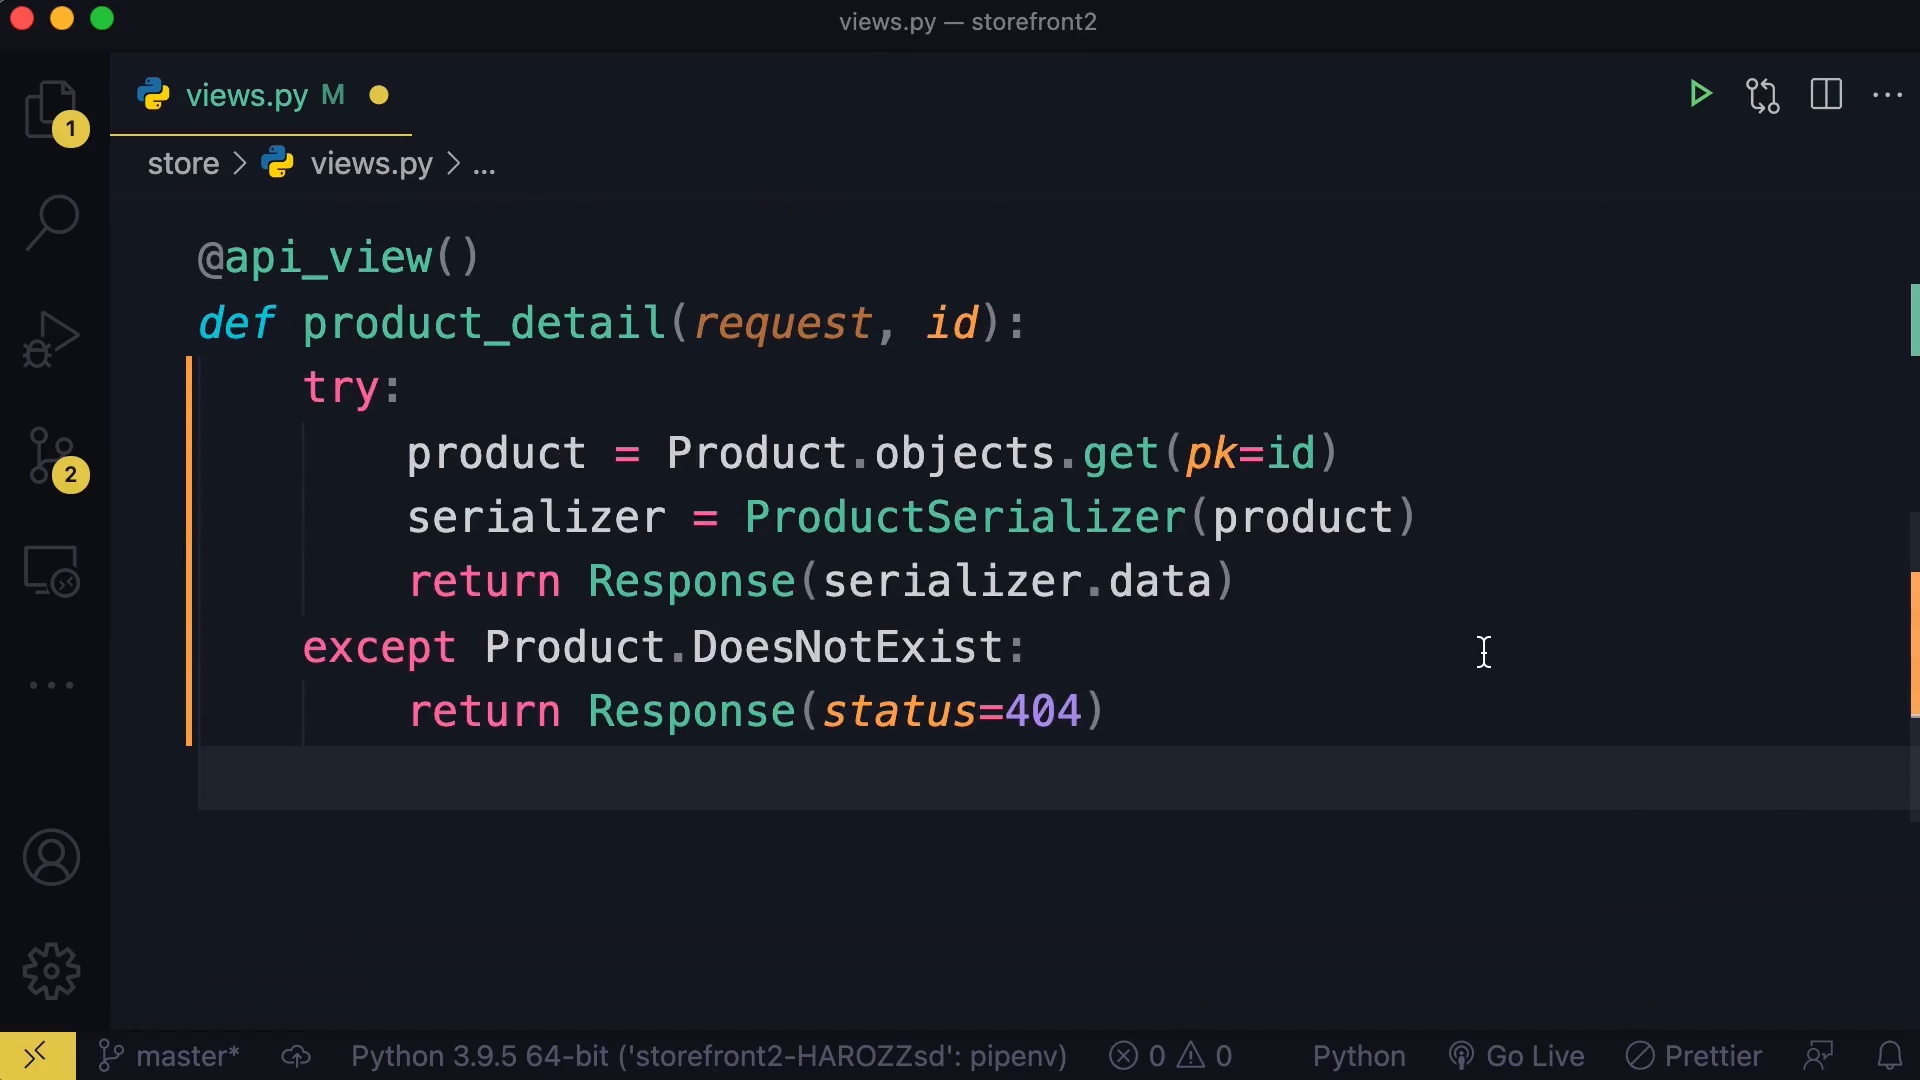 views.py — storefront2
views.py M
store > views.py > ...
1
@api_view()
def product_detail(request, id):
try:
product = Product.objects.get(pk=id)
serializer = ProductSerializer(product)
return Response(serializer.data)
except Product.DoesNotExist:
return Response(status=404)
2
master* Python 3.9.5 64-bit ('storefront2-HAROZZsd': pipenv) 0 0 Python Go Live Prettier